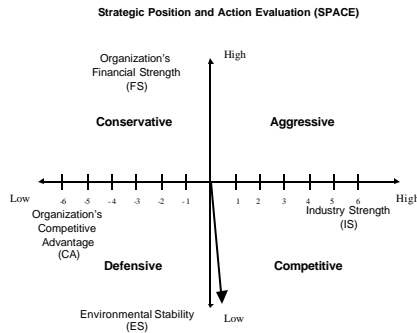 Strategic Position and Action Evaluation (SPACE)
Organization's
Financial Strength
(FS)
High
Conservative
Aggressive
Low
-6 -5 -4 -3 -2 -1 1 2 3 4 5 6
High
Organization's
Competitive
Advantage
(CA)
Industry Strength
(IS)
Defensive
Competitive
Environmental Stability
(ES)
Low